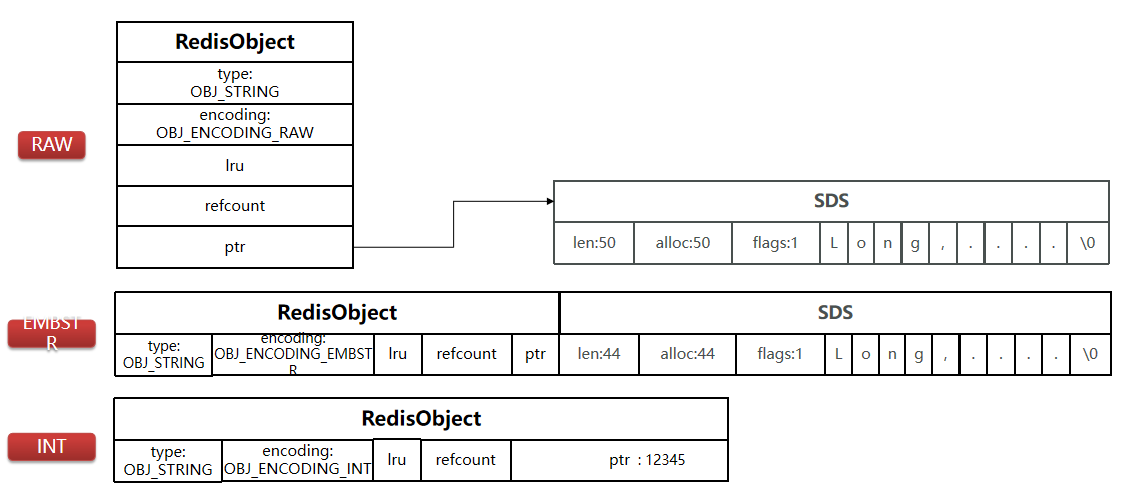 RedisObject
type:
OBJ_STRING
encoding:
OBJ_ENCODING_RAW
RAW
lru
refcount
ptr
SDS
len:50 alloc:50 flags:1 L o n g , . . . . \0
EMBST
R
RedisObject SDS
type:
OBJ_STRING
encoding:
OBJ_ENCODING_EMBST
R
lru refcount ptr len:44 alloc:44 flags:1 L o n g , . . . . \0
INT
RedisObject
type:
OBJ_STRING
encoding:
OBJ_ENCODING_INT
lru refcount ptr : 12345